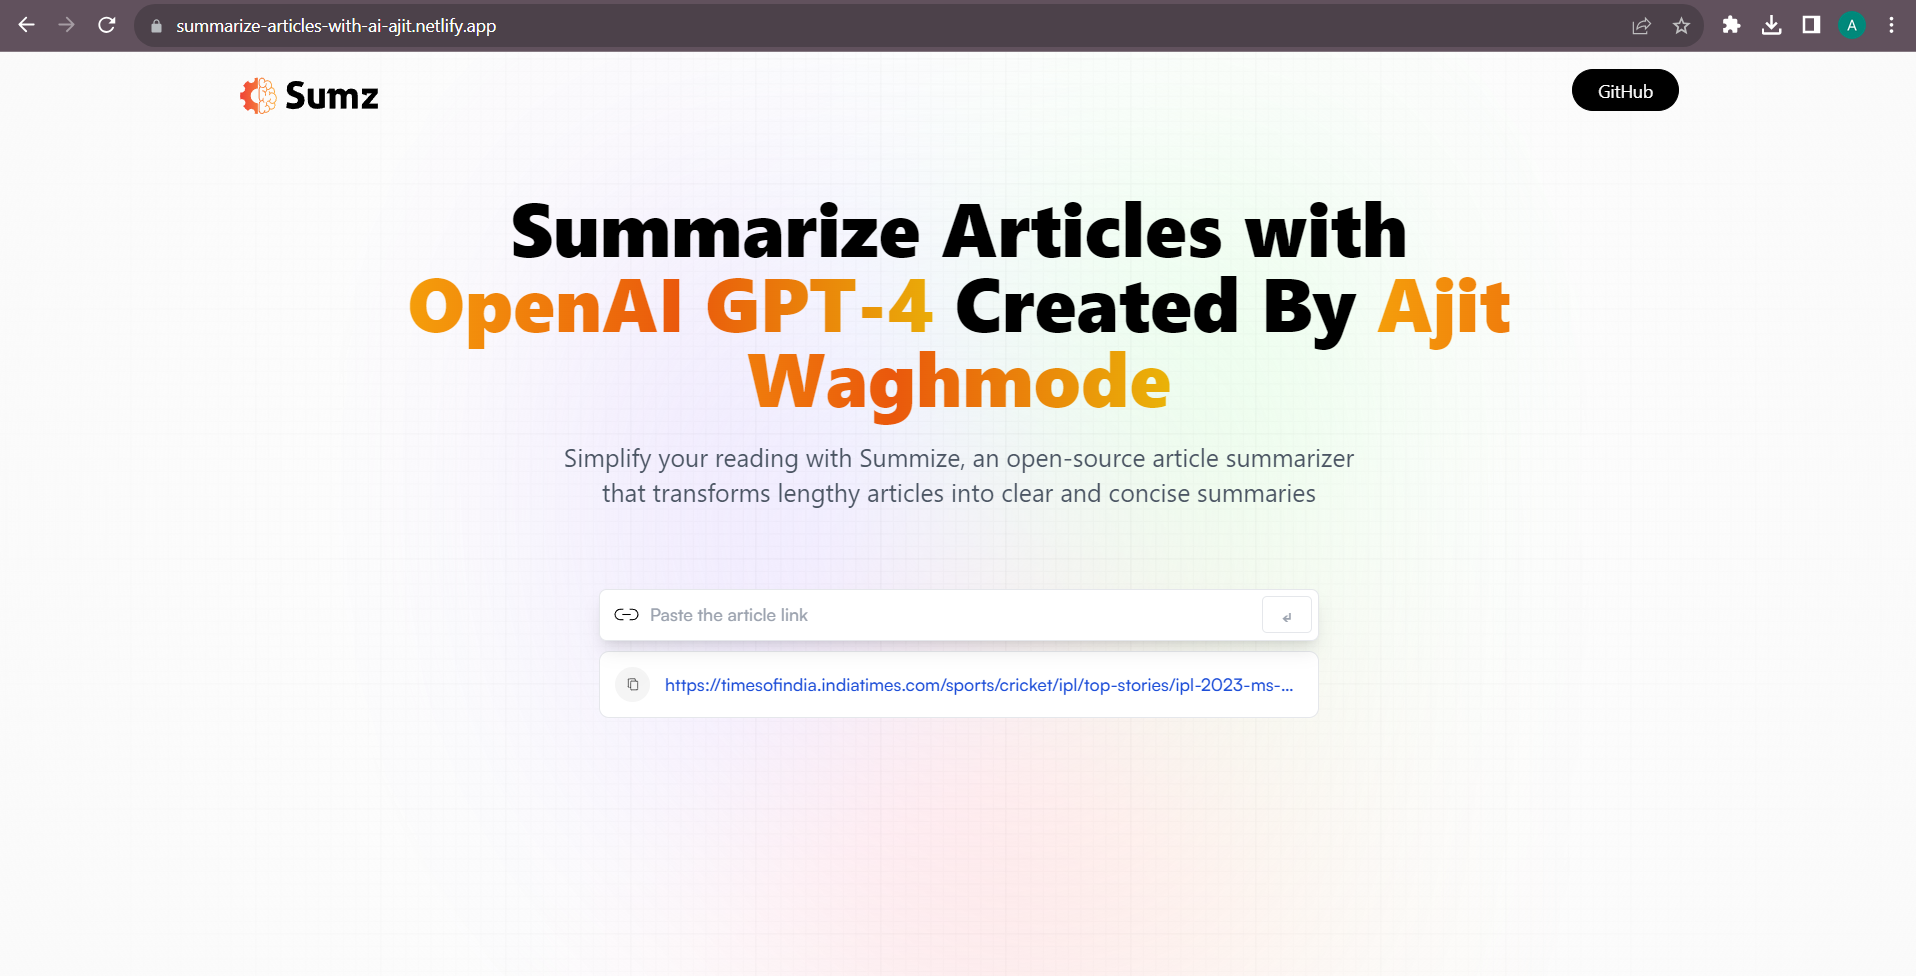 summarize-articles-with-ai-ajit.netlify.app
A
Sumz
GitHub
Summarize Articles with
OpenAI GPT-4 Created By Ajit
Waghmode
Simplify your reading with Summize, an open-source article summarizer
that transforms lengthy articles into clear and concise summaries
Paste the article link
https://timesofindia.indiatimes.com/sports/cricket/ipl/top-stories/ipl-2023-ms-...